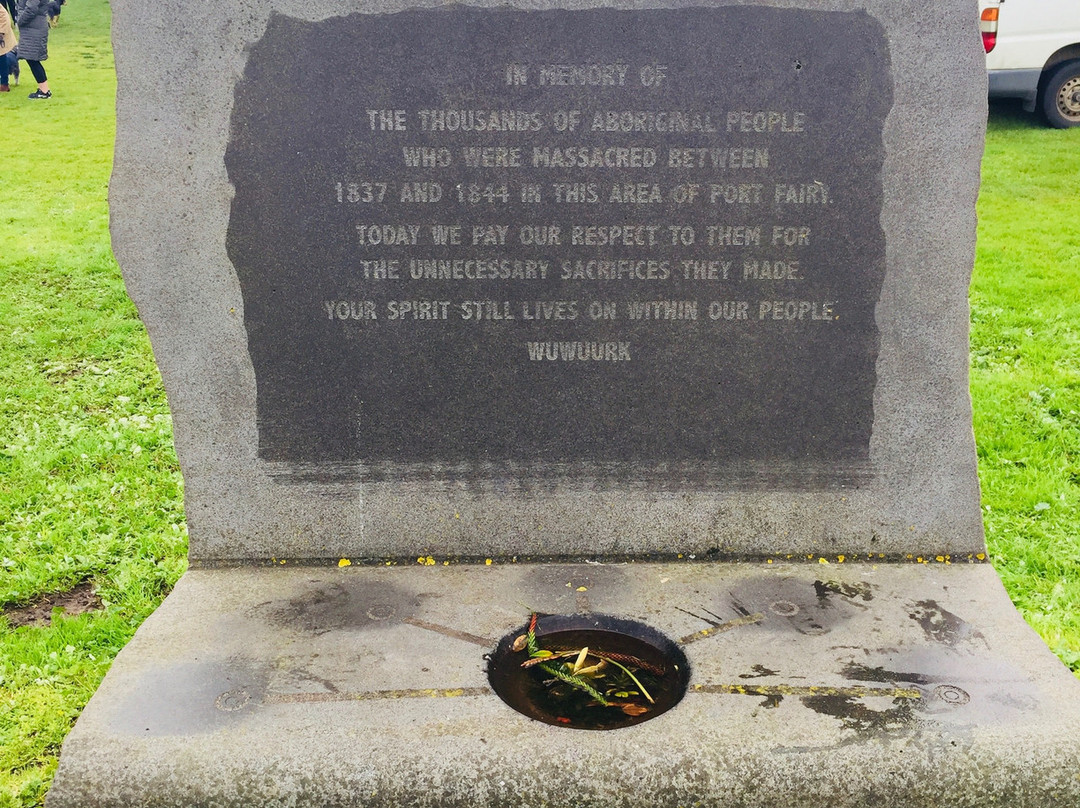 IN MEMORY OF
THE THOUSANDS OF ABORIGINAL PEOPLE
WHO WERE MASSACRED BETWEEN
1837 AND 1844 IN THIS AREA OF PORT FAIRY.
TODAY WE PAY OUR RESPECT TO THEM FOR
THE UNNECESSARY SACRIFICES THEY MADE.
YOUR SPIRIT STILL LIVES ON WITHIN OUR PEOPLE.
WUWUURK